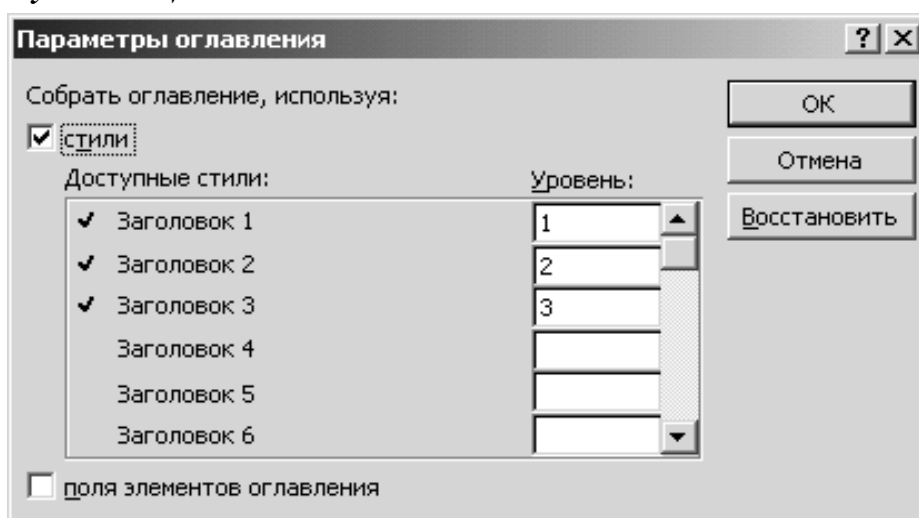 Параметры оглавления
Собрать оглавление, используя:
стили
Доступные стили: Уровень:
Заголовок 1 1
Заголовок 2 2
Заголовок 3 3
Заголовок 4
Заголовок 5
Заголовок 6
поля элементов оглавления
ОК
Отмена
Восстановить